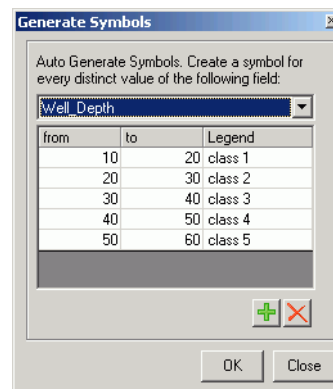 Generate Symbols
Auto Generate Symbols. Create a symbol for
every distinct value of the following field:
Well_Depth
from to Legend
10 20 class 1
20 30 class 2
30 40 class 3
40 50 class 4
50 60 class 5
OK Close